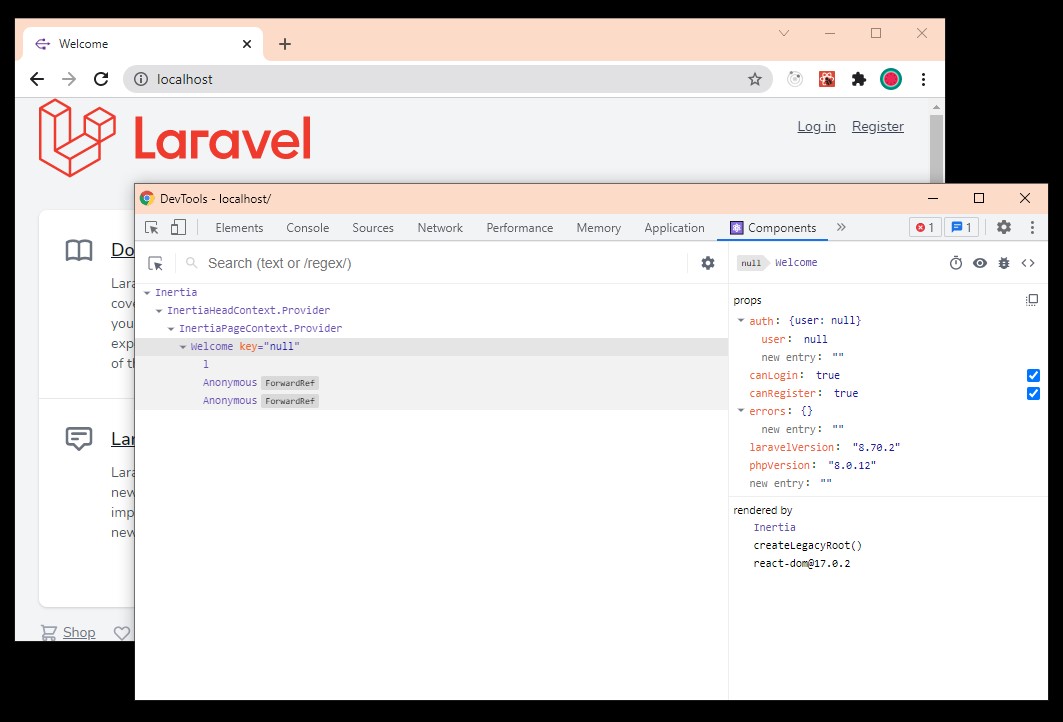 Welcome
localhost
Laravel
Log in Register
DevTools - localhost/
Elements Console Sources Network Performance Memory Application Components » 1 1
Search (text or /regex/)
null Welcome
Inertia
InertiaHeadContext.Provider
InertiaPageContext.Provider
Welcome key="null"
l
Anonymous ForwardRef
Anonymous ForwardRef
props
auth: {user: null}
user: null
new entry: ""
canLogin: true
canRegister: true
errors: {}
new entry: ""
laravelVersion: "8.70.2"
phpVersion: "8.0.12"
new entry: ""
rendered by
Inertia
createLegacyRoot()
react-dom@17.0.2
Do
Lara
cove
you
exp
of th
Lar
Lara
new
imp
new
Shop